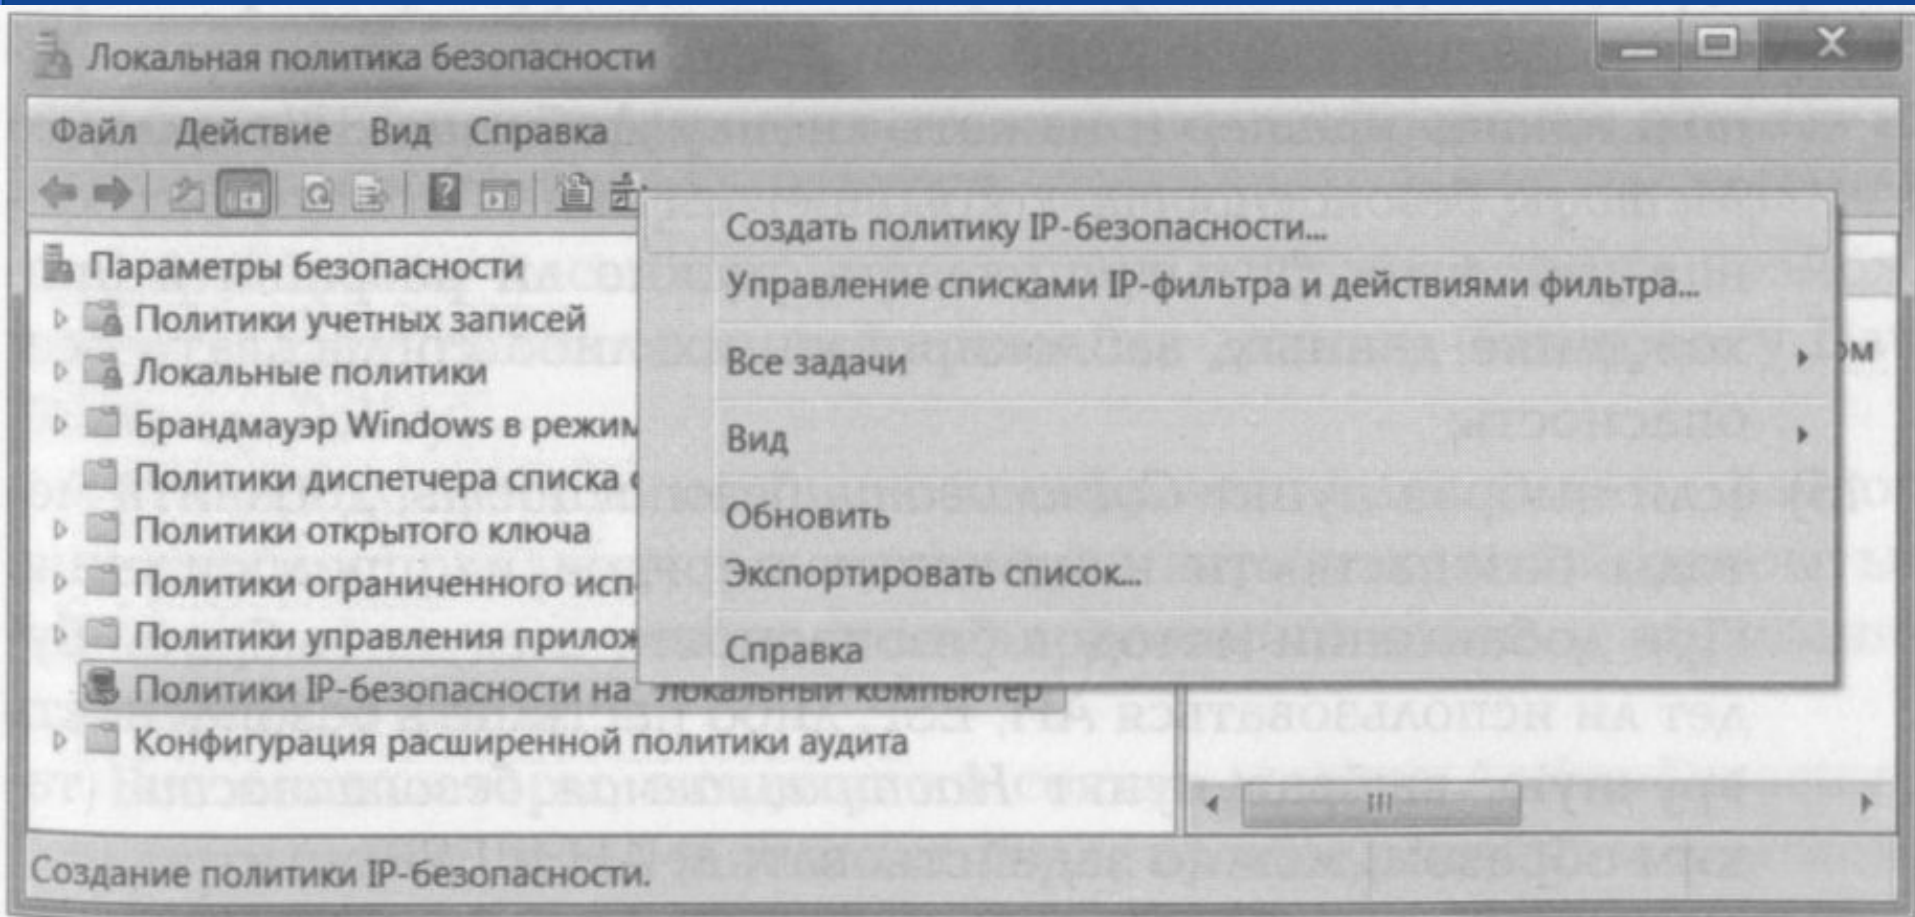 Локальная политика безопасности
Файл Действие Вид Справка
Параметры безопасности
Политики учетных записей
Локальные политики
Брандмауэр Windows в режим
Политики диспетчера списка
Политики открытого ключа
Политики ограниченного исп
Политики управления прилож
Политики IP-безопасности на "Локальный компьютер"
Конфигурация расширенной политики аудита
Создать политику IP-безопасности...
Управление списками IP-фильтра и действиями фильтра...
Все задачи
Вид
Обновить
Экспортировать список...
Справка
ом
Создание политики IP-безопасности.